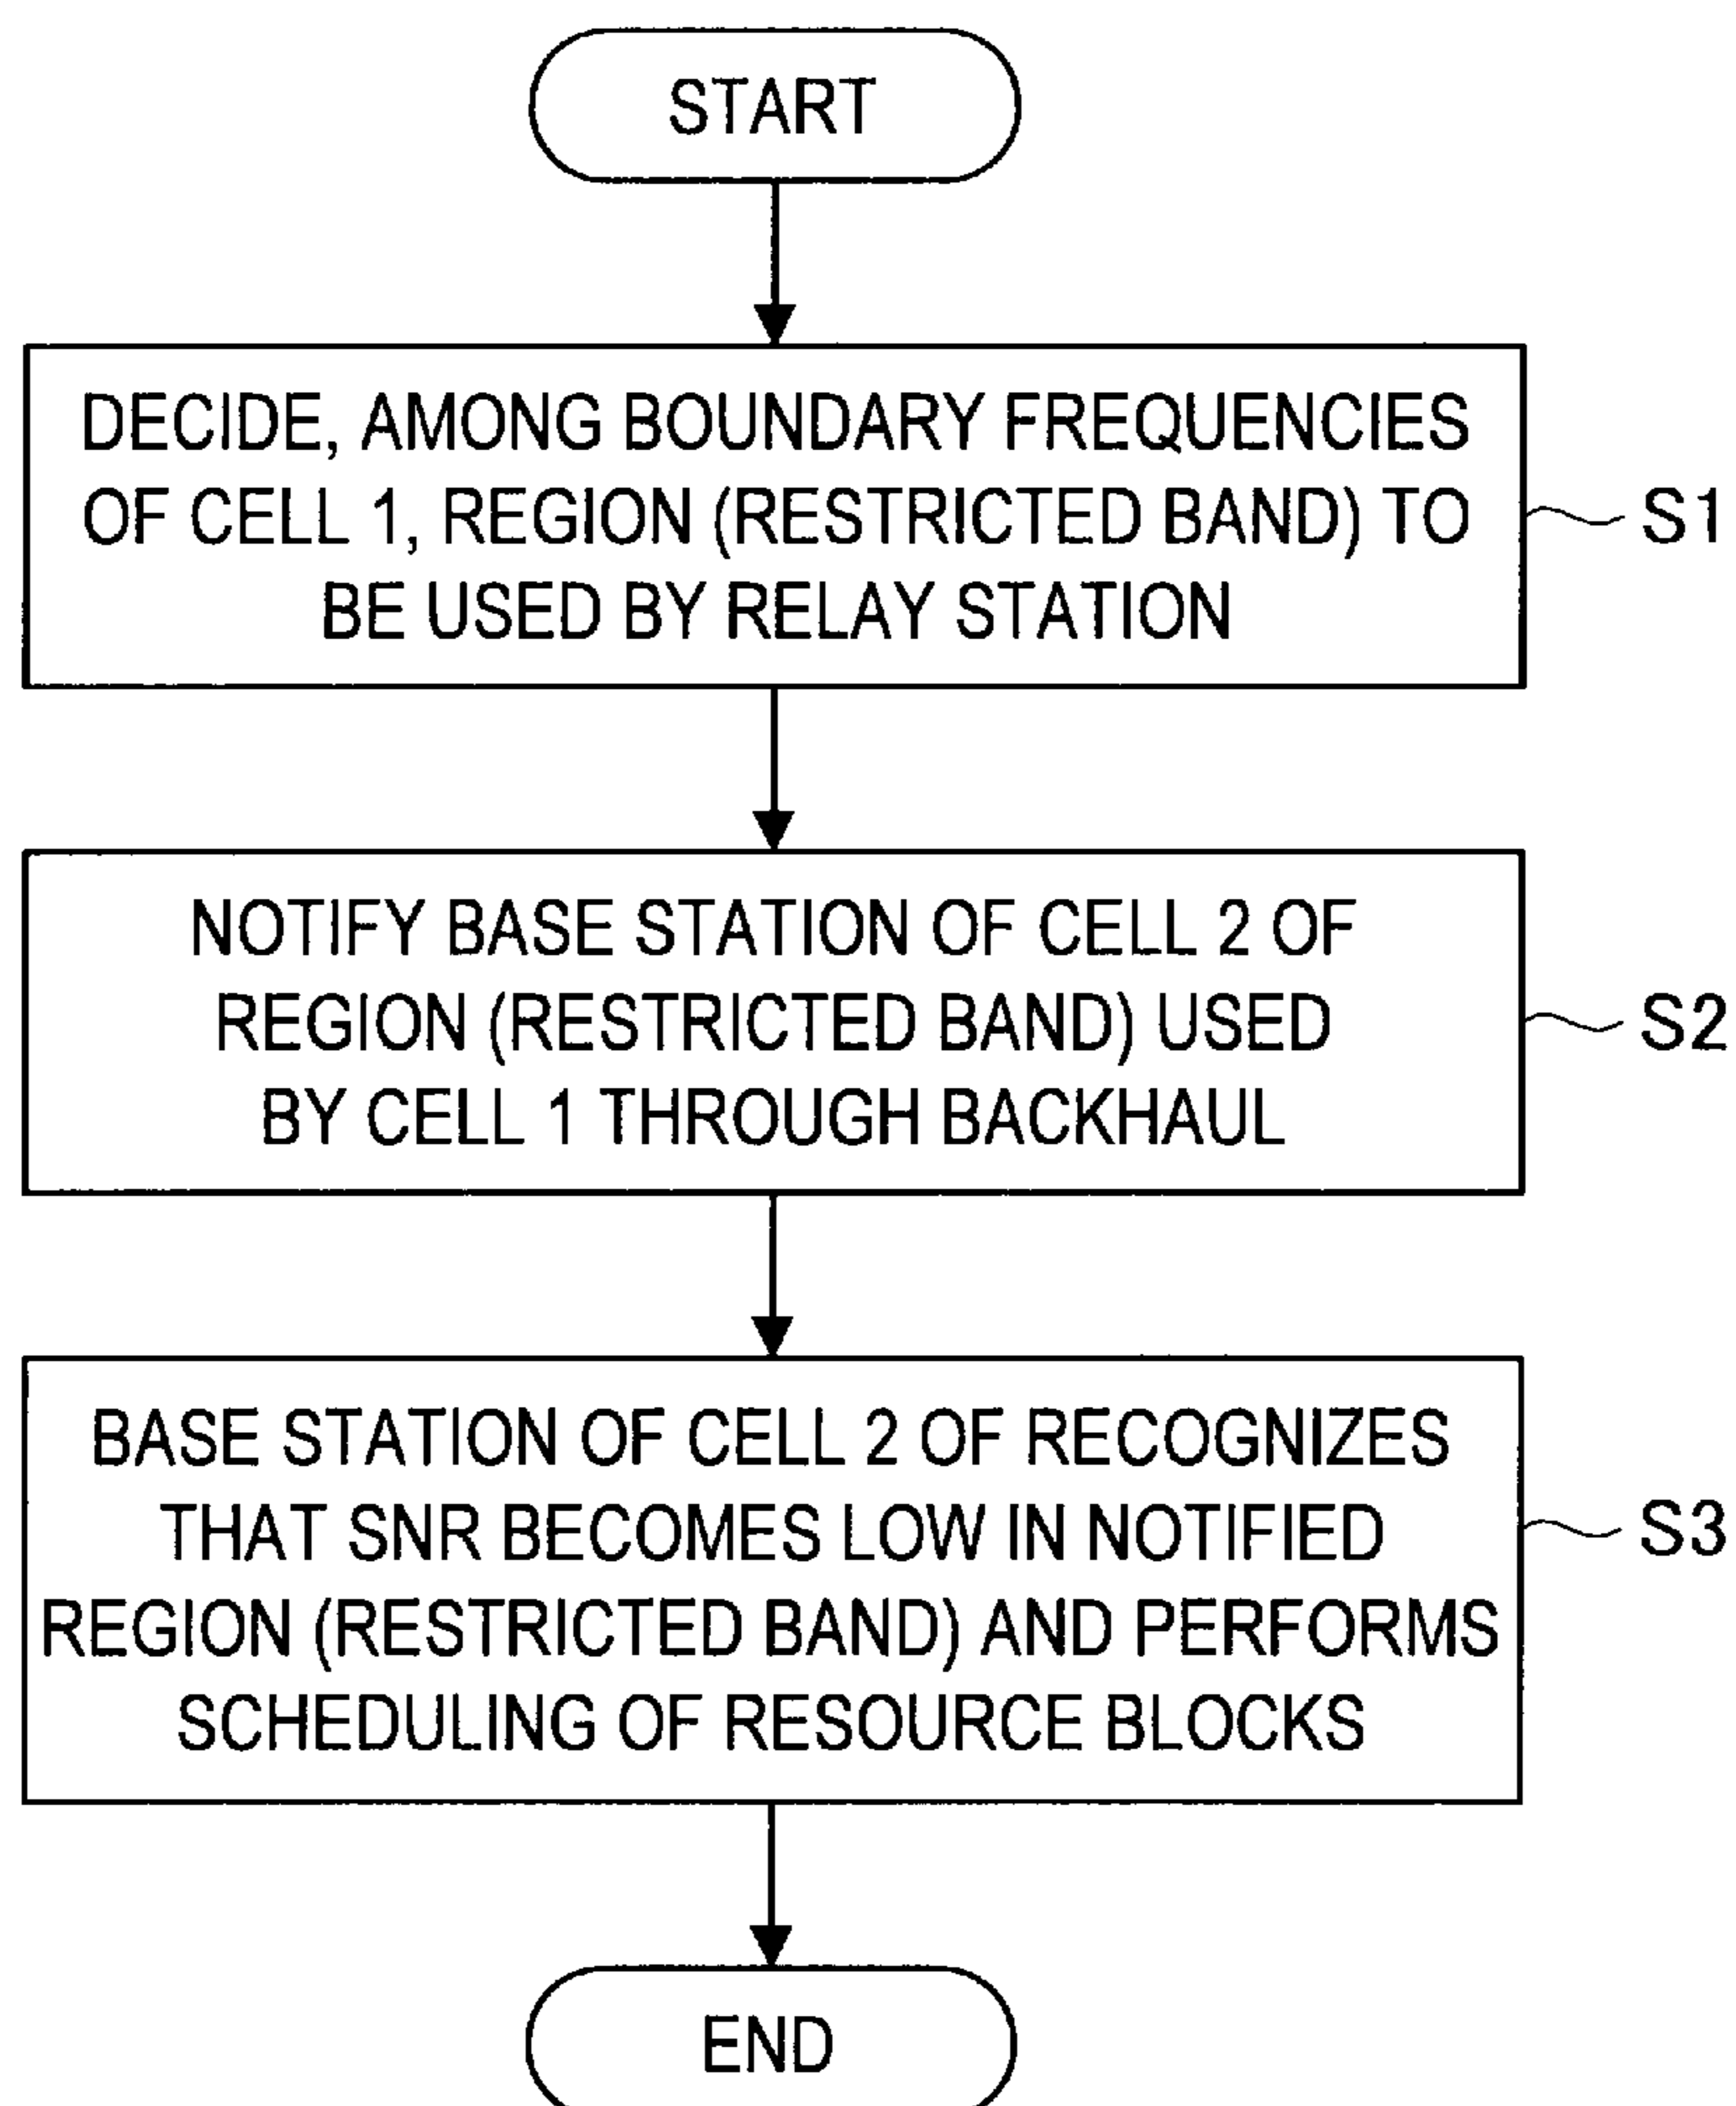 START
DECIDE, AMONG BOUNDARY FREQUENCIES
OF CELL 1, REGION (RESTRICTED BAND) TO
BE USED BY RELAY STATION
S1
NOTIFY BASE STATION OF CELL 2 OF
REGION (RESTRICTED BAND) USED
BY CELL 1 THROUGH BACKHAUL
S2
BASE STATION OF CELL 2 OF RECOGNIZES
THAT SNR BECOMES LOW IN NOTIFIED
REGION (RESTRICTED BAND) AND PERFORMS
SCHEDULING OF RESOURCE BLOCKS
S3
END